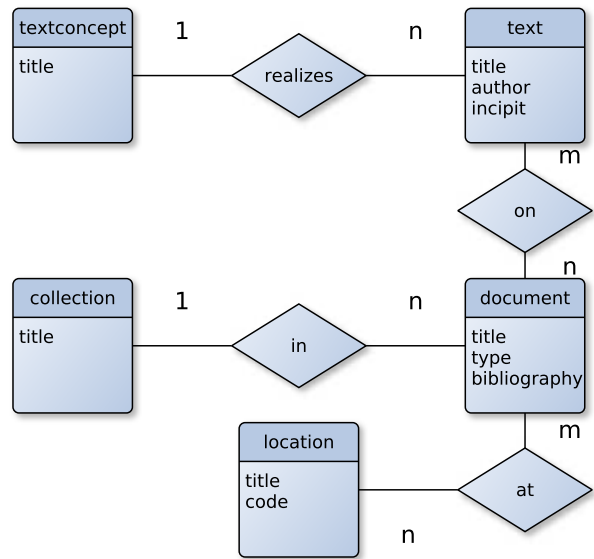 textconcept
title
1
realizes
n
text
title
author
incipit
m
on
n
collection
title
1
in
n
document
title
type
bibliography
m
location
title
code
n
at